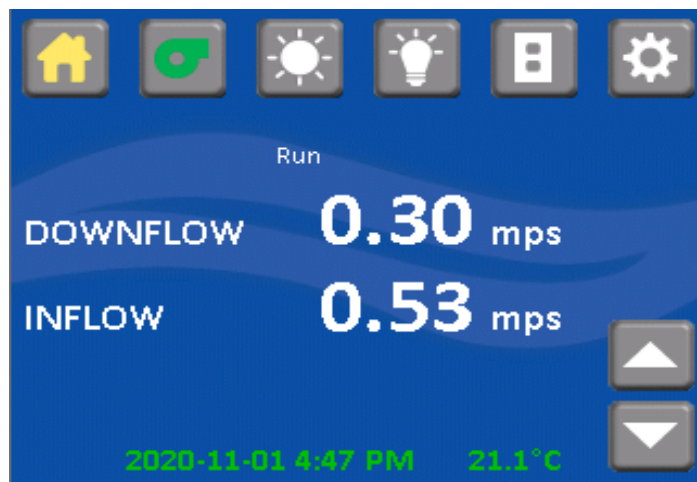 Run
DOWNFLOW 0.30 mps
INFLOW 0.53 mps
2020-11-01 4:47 PM 21.1°C